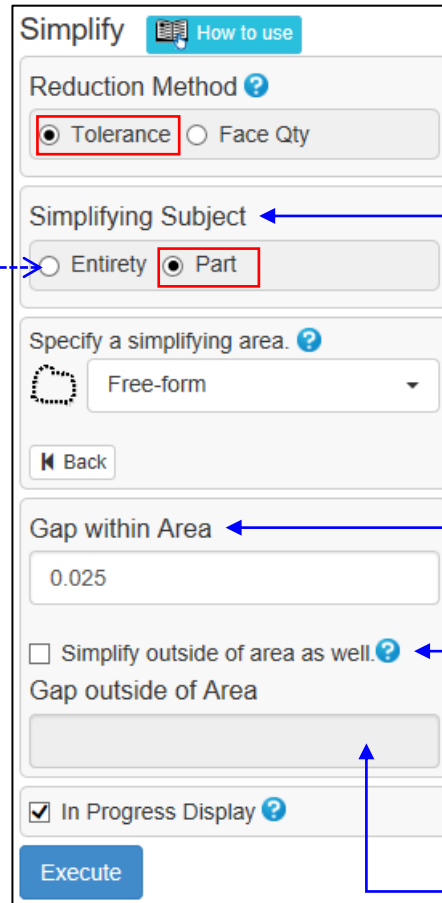 Simplify How to use
Reduction Method ?
Tolerance Face Qty
Simplifying Subject
Entirety Part
Specify a simplifying area. ?
Free-form
Back
Gap within Area
0.025
Simplify outside of area as well. ?
Gap outside of Area
In Progress Display ?
Execute